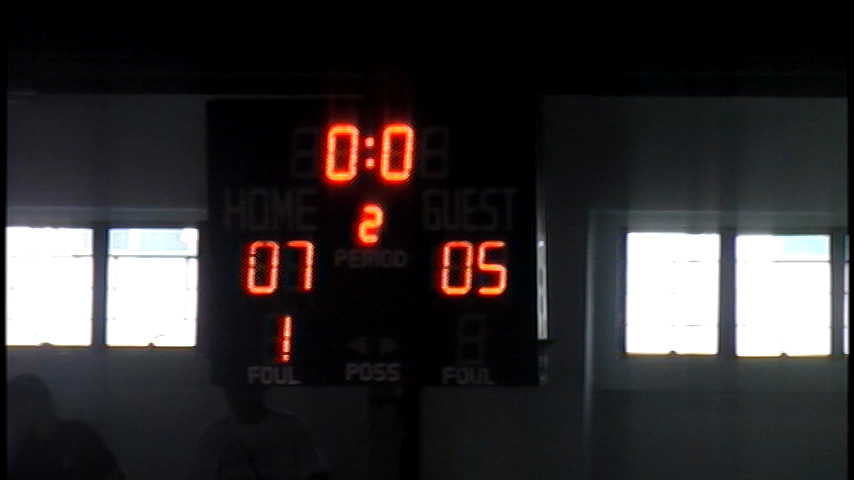 0:0
HOME 2 GUEST
PERIOD
07 05
1
FOUL POSS FOUL